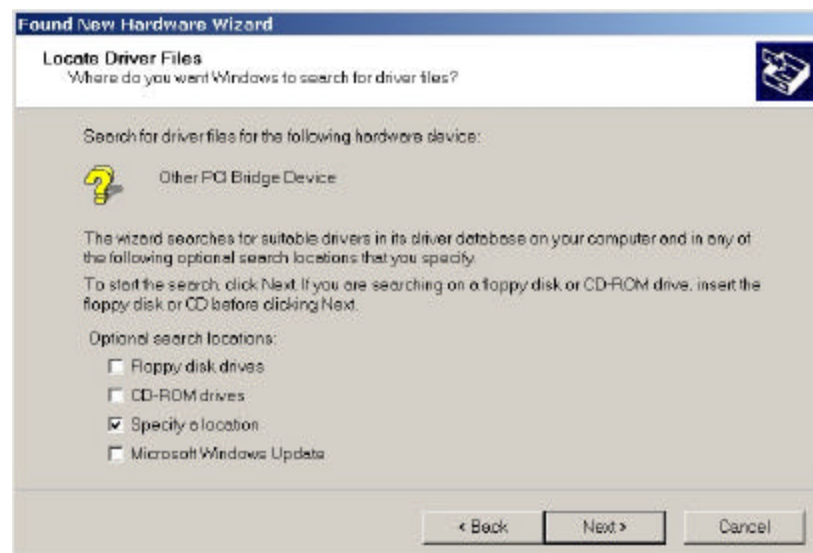 Found New Hardware Wizard
Locate Driver Files
Where do you want Windows to search for driver files?
Search for driver files for the following hardware device:
Other PCI Bridge Device
The wizard searches for suitable drivers in its driver database on your computer and in any of
the following optional search locations that you specify.
To start the search, click Next. If you are searching on a floppy disk or CD-ROM drive, insert the
floppy disk or CD before clicking Next.
Optional search locations:
Floppy disk drives
CD-ROM drives
Specify a location
Microsoft Windows Update
< Back
Next >
Cancel